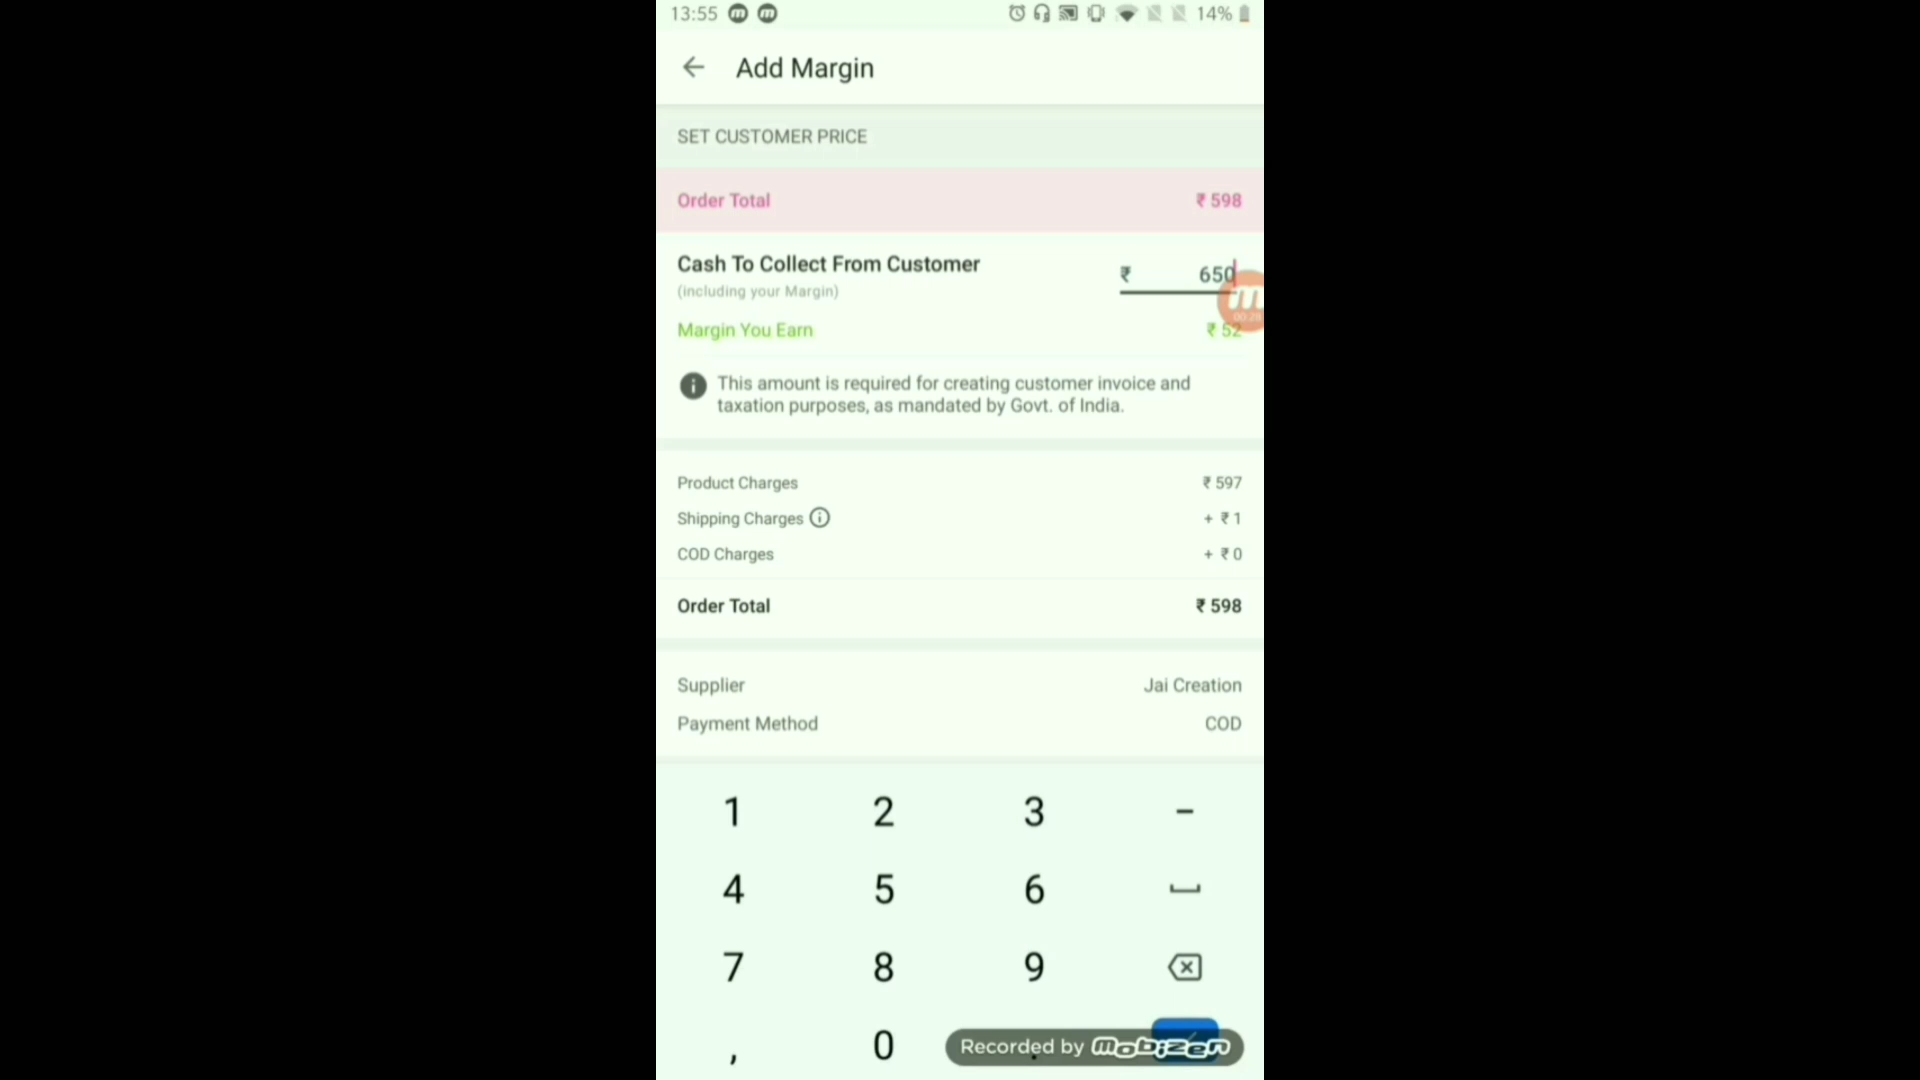 13:55 14%
Add Margin
SET CUSTOMER PRICE
Order Total ₹ 598
Cash To Collect From Customer ₹ 650
(including your Margin)
00:28
Margin You Earn ₹ 52
This amount is required for creating customer invoice and
taxation purposes, as mandated by Govt. of India.
Product Charges ₹ 597
Shipping Charges + ₹ 1
COD Charges + ₹ 0
Order Total ₹ 598
Supplier Jai Creation
Payment Method COD
1 2 3 -
4 5 6
7 8 9
, 0 .
Recorded by mobizen